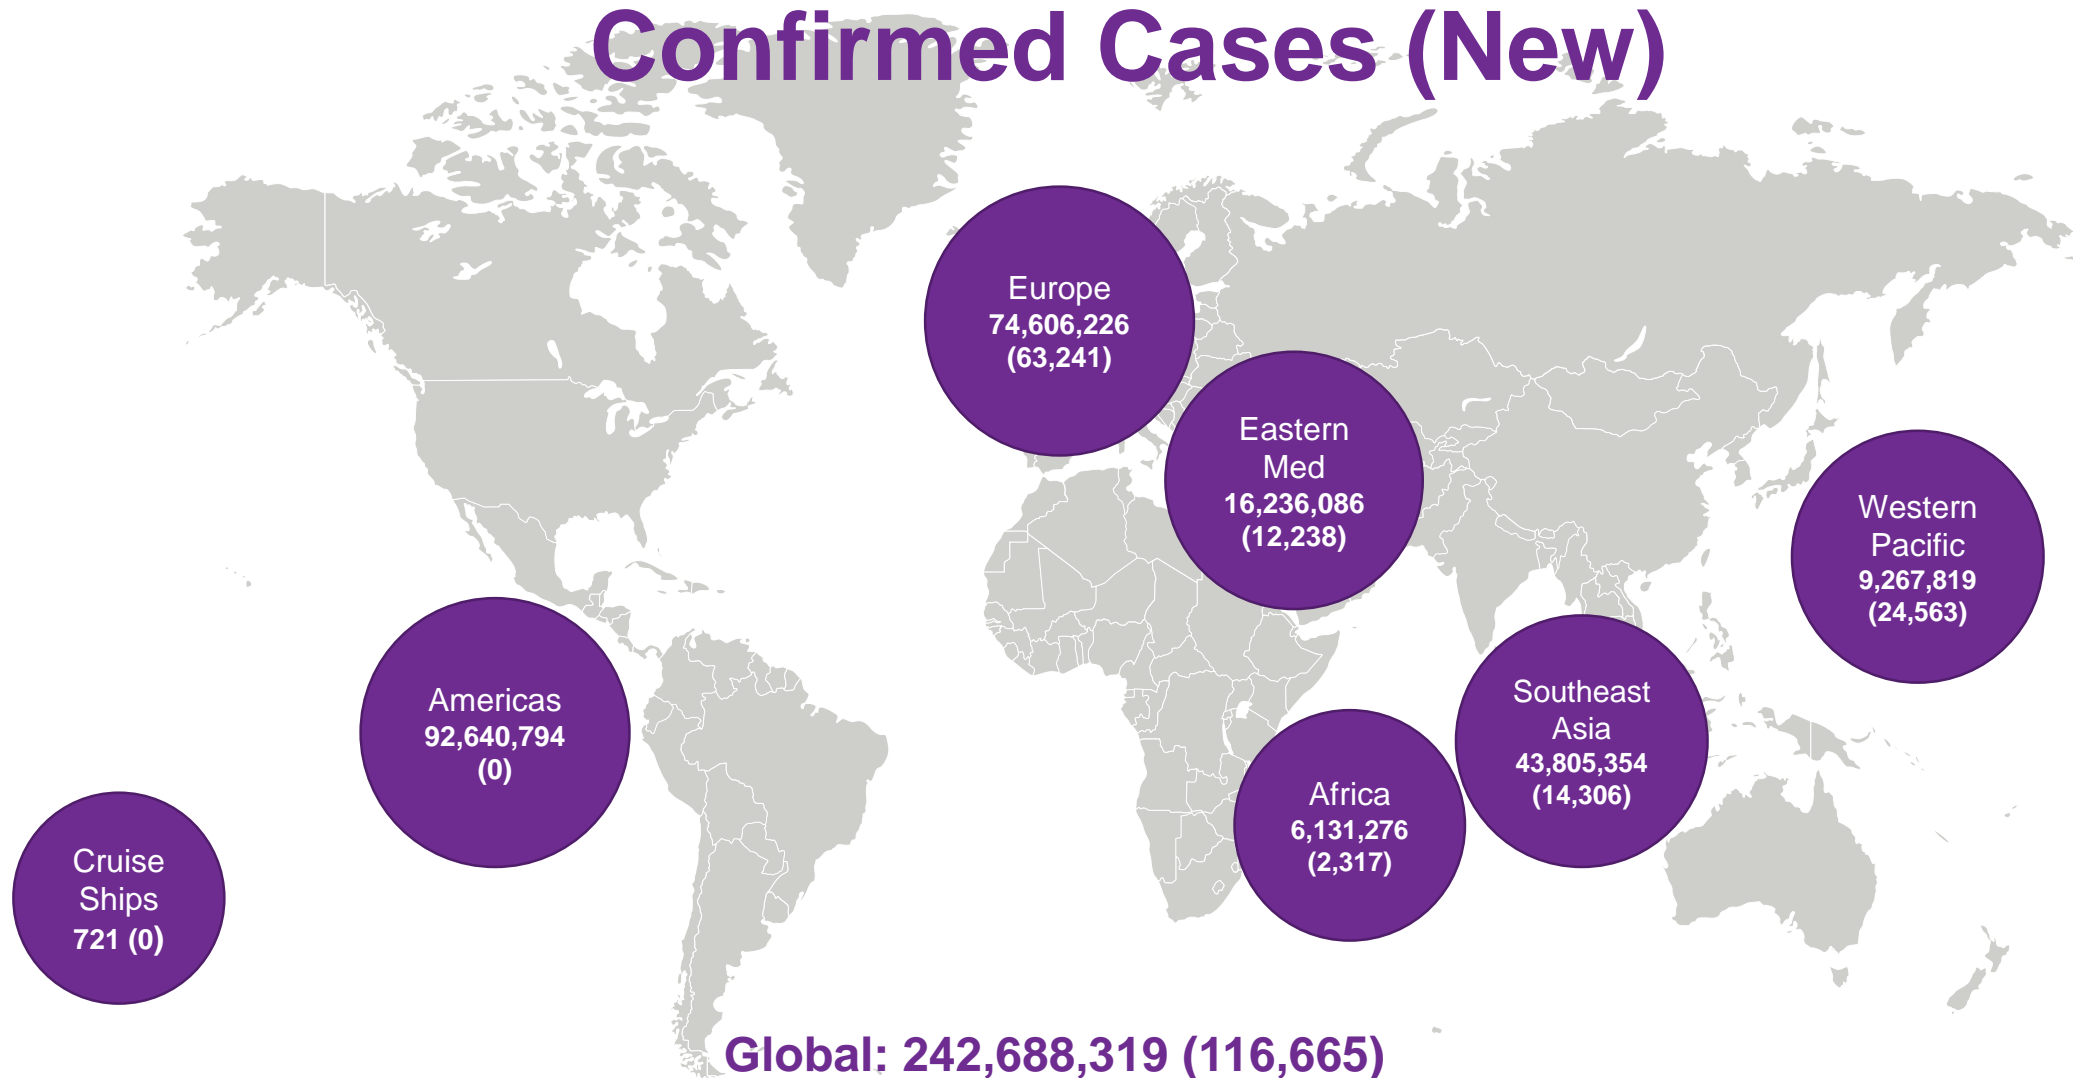 Confirmed Cases (New)
Europe
74,606,226
(63,241)
Eastern
Med
16,236,086
(12,238)
Western
Pacific
9,267,819
(24,563)
Americas
92,640,794
(0)
Southeast
Asia
43,805,354
(14,306)
Africa
6,131,276
(2,317)
Cruise
Ships
721 (0)
Global: 242,688,319 (116,665)